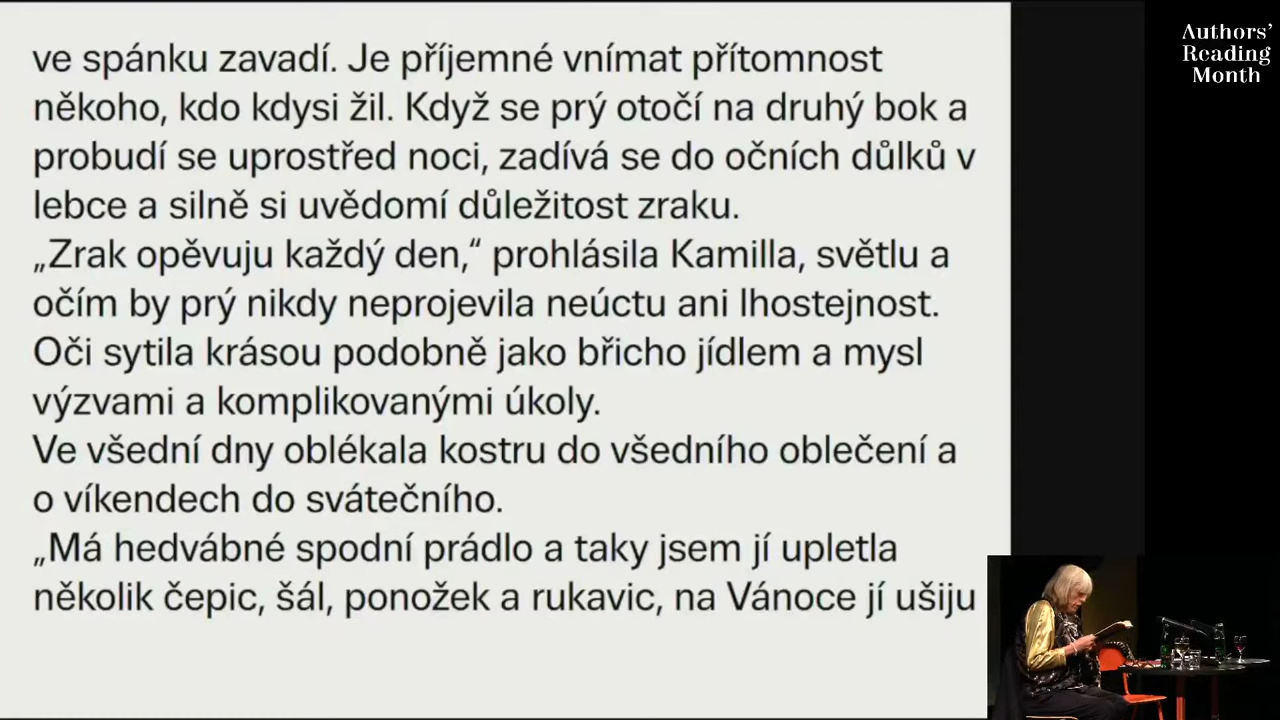 ve spánku zavadí. Je příjemné vnímat přítomnost
někoho, kdo kdysi žil. Když se prý otočí na druhý bok a
probudí se uprostřed noci, zadívá se do očních důlků v
lebce a silně si uvědomí důležitost zraku.
„Zrak opěvuju každý den,“ prohlásila Kamilla, světlu a
očím by prý nikdy neprojevila neúctu ani lhostejnost.
Oči sytila krásou podobně jako břicho jídlem a mysl
výzvami a komplikovanými úkoly.
Ve všední dny oblékala kostru do všedního oblečení a
o víkendech do svátečního.
„Má hedvábné spodní prádlo a taky jsem jí upletla
několik čepic, šál, ponožek a rukavic, na Vánoce jí ušiju
Authors’
Reading
Month